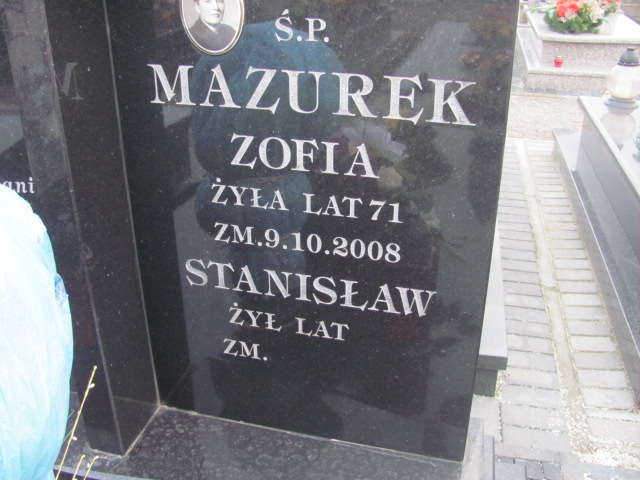 Ś.P.
MAZUREK
ZOFIA
ŻYŁA LAT 71
ZM. 9.10.2008
STANISŁAW
ŻYŁ LAT
ZM.